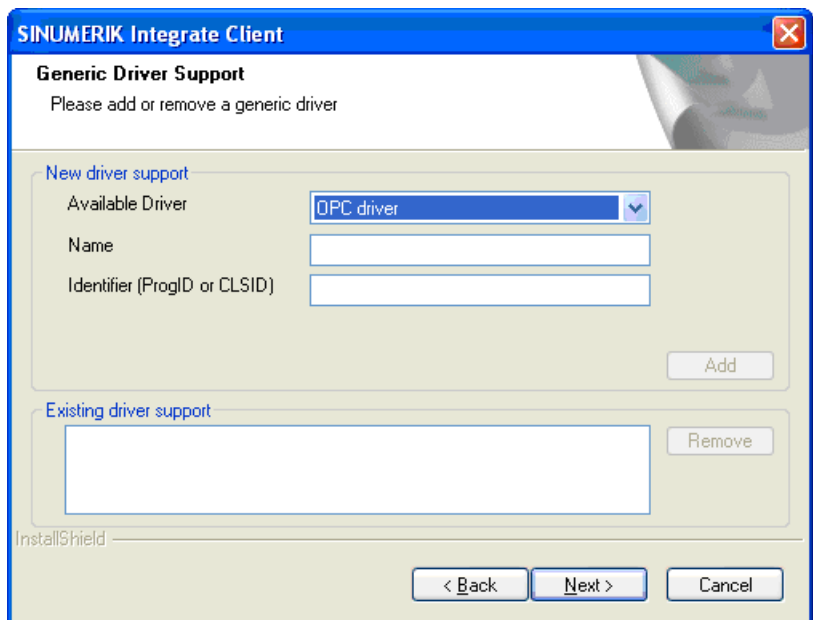 SINUMERIK Integrate Client
Generic Driver Support
Please add or remove a generic driver
New driver support
Available Driver
OPC driver
Name
Identifier (ProgID or CLSID)
Add
Existing driver support
Remove
InstallShield
< Back
Next >
Cancel